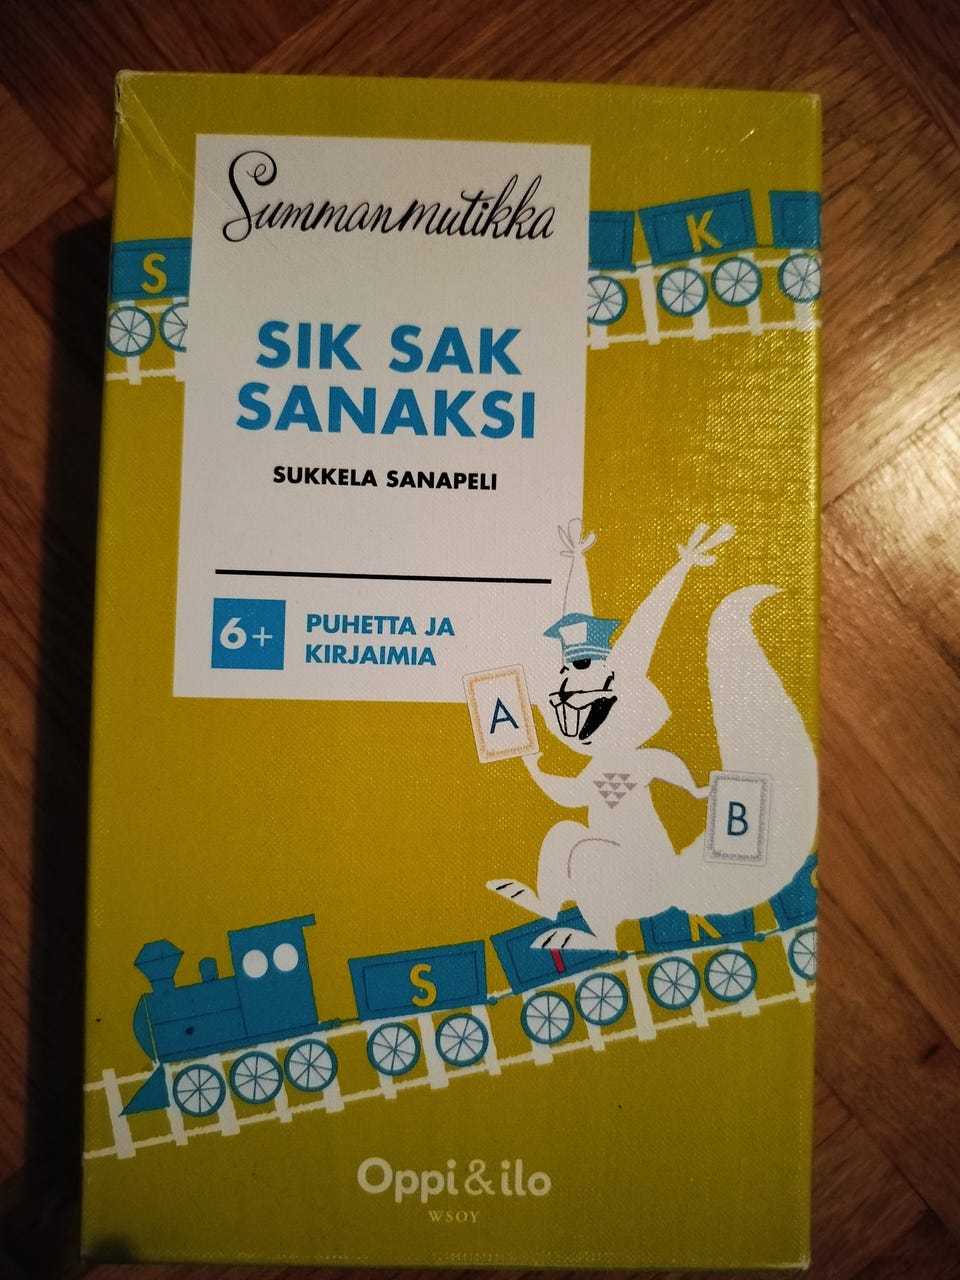 Summanmutikka
S
K
SIK SAK
SANAKSI
SUKKELA SANAPELI
6+
PUHETTA JA
KIRJAIMIA
A
B
S I K
Oppi&ilo
WSOY